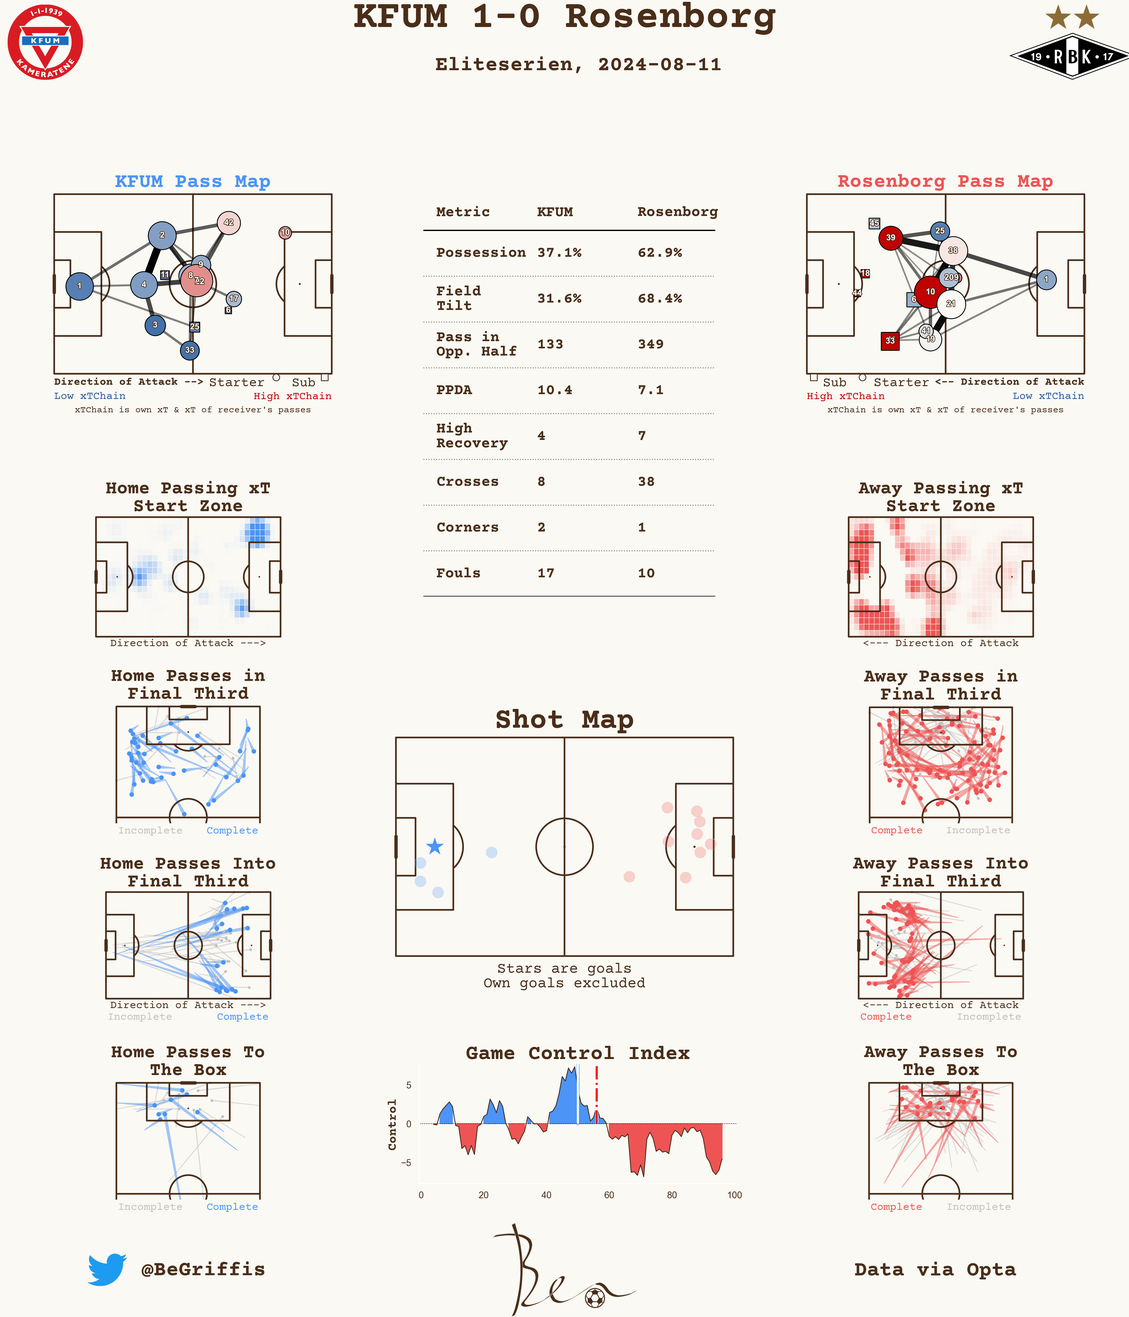 KFUM 1-0 Rosenborg
Eliteserien, 2024-08-11
1-1-1939
KFUM
KAMERATENE
19 · RBK · 17
KFUM Pass Map
42
2
10
9
11
8
12
1
4
17
6
3
25
33
Direction of Attack --> Starter Sub
Low xTChain High xTChain
xTChain is own xT & xT of receiver's passes
Metric KFUM Rosenborg
Possession 37.1% 62.9%
Field
Tilt 31.6% 68.4%
Pass in
Opp. Half 133 349
PPDA 10.4 7.1
High
Recovery 4 7
Crosses 8 38
Corners 2 1
Fouls 17 10
Rosenborg Pass Map
45
39
25
38
18
20
9
1
44
10
6
21
41
19
33
Sub Starter <-- Direction of Attack
High xTChain Low xTChain
xTChain is own xT & xT of receiver's passes
Home Passing xT
Start Zone
Direction of Attack --->
Away Passing xT
Start Zone
<--- Direction of Attack
Home Passes in
Final Third
Incomplete Complete
Away Passes in
Final Third
Complete Incomplete
Shot Map
Stars are goals
Own goals excluded
Home Passes Into
Final Third
Direction of Attack --->
Incomplete Complete
Away Passes Into
Final Third
<--- Direction of Attack
Complete Incomplete
Home Passes To
The Box
Incomplete Complete
Game Control Index
Control
5
0
−5
0 20 40 60 80 100
Away Passes To
The Box
Complete Incomplete
@BeGriffis
Bea
Data via Opta